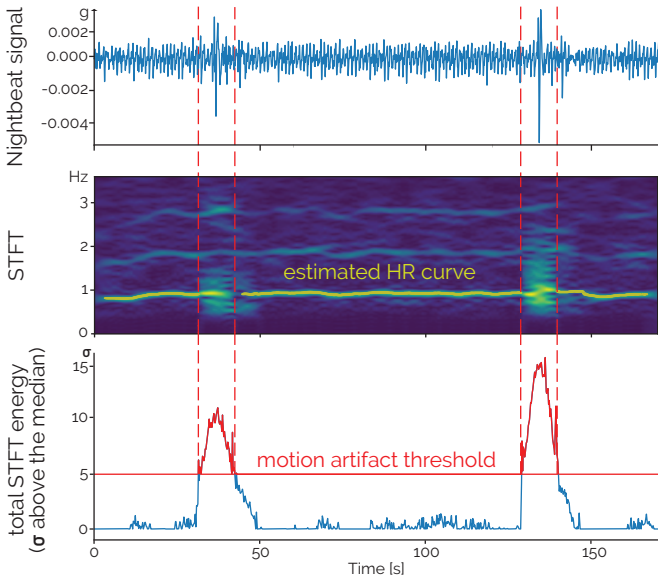 Nightbeat signal
g
0.002
0.000
-0.002
-0.004
STFT
Hz
3
2
1
0
estimated HR curve
total STFT energy
(σ above the median)
σ
15
10
5
0
motion artifact threshold
0
50
100
150
Time [s]